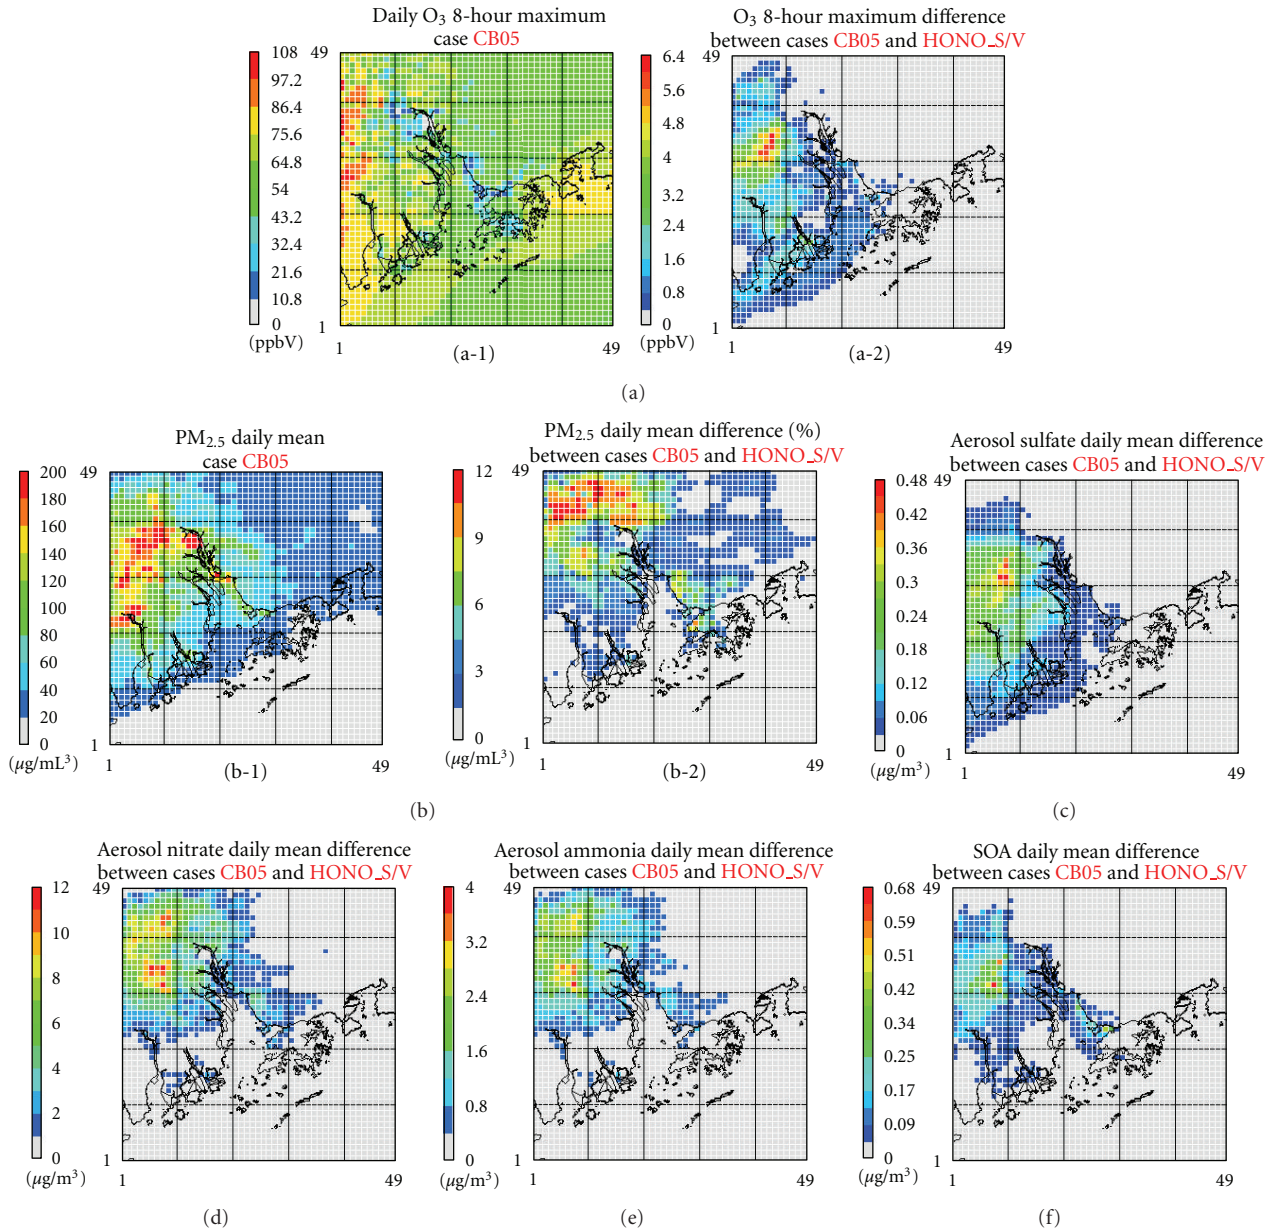 Daily O₃ 8-hour maximum
case CB05
108
97.2
86.4
75.6
64.8
54
43.2
32.4
21.6
10.8
0
(ppbV)
49
1
1
49
(a-1)
O₃ 8-hour maximum difference
between cases CB05 and HONO_S/V
6.4
5.6
4.8
4
3.2
2.4
1.6
0.8
0
(ppbV)
49
1
1
49
(a-2)
(a)
PM₂.₅ daily mean
case CB05
200
180
160
140
120
100
80
60
40
20
0
(μg/mL³)
49
1
1
49
(b-1)
PM₂.₅ daily mean difference (%)
between cases CB05 and HONO_S/V
12
9
6
3
0
(μg/mL³)
49
1
1
49
(b-2)
(b)
Aerosol sulfate daily mean difference
between cases CB05 and HONO_S/V
0.48
0.42
0.36
0.3
0.24
0.18
0.12
0.06
0
(μg/m³)
49
1
1
49
(c)
Aerosol nitrate daily mean difference
between cases CB05 and HONO_S/V
12
10
8
6
4
2
0
(μg/m³)
49
1
1
49
(d)
Aerosol ammonia daily mean difference
between cases CB05 and HONO_S/V
4
3.2
2.4
1.6
0.8
0
(μg/m³)
49
1
1
49
(e)
SOA daily mean difference
between cases CB05 and HONO_S/V
0.68
0.59
0.51
0.42
0.34
0.25
0.17
0.09
0
(μg/m³)
49
1
1
49
(f)